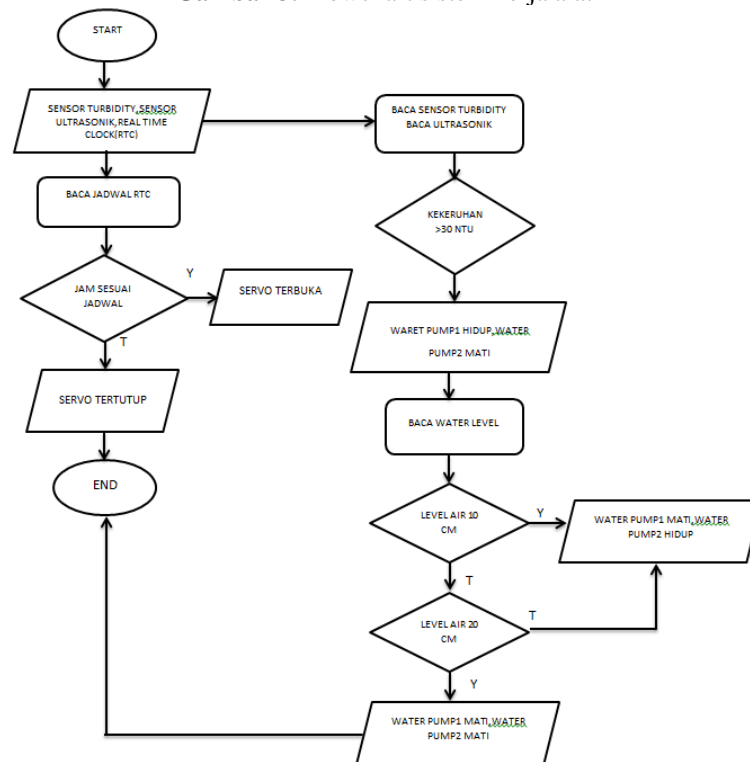 START
SENSOR TURBIDITY,SENSOR
ULTRASONIK,REAL TIME
CLOCK(RTC)
BACA JADWAL RTC
JAM SESUAI
JADWAL
Y
SERVO TERBUKA
T
SERVO TERTUTUP
END
BACA SENSOR TURBIDITY
BACA ULTRASONIK
KEKERUHAN
>30 NTU
WARET PUMP1 HIDUP,WATER
PUMP2 MATI
BACA WATER LEVEL
LEVEL AIR 10
CM
Y
WATER PUMP1 MATI,WATER
PUMP2 HIDUP
T
LEVEL AIR 20
CM
T
Y
WATER PUMP1 MATI,WATER
PUMP2 MATI